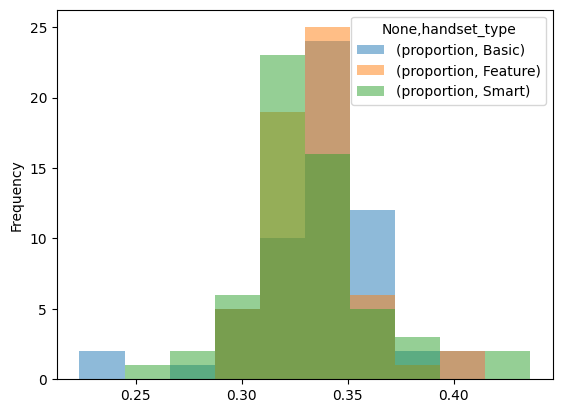 None,handset_type
(proportion, Basic)
(proportion, Feature)
(proportion, Smart)
Frequency
25
20
15
10
5
0
0.25 0.30 0.35 0.40